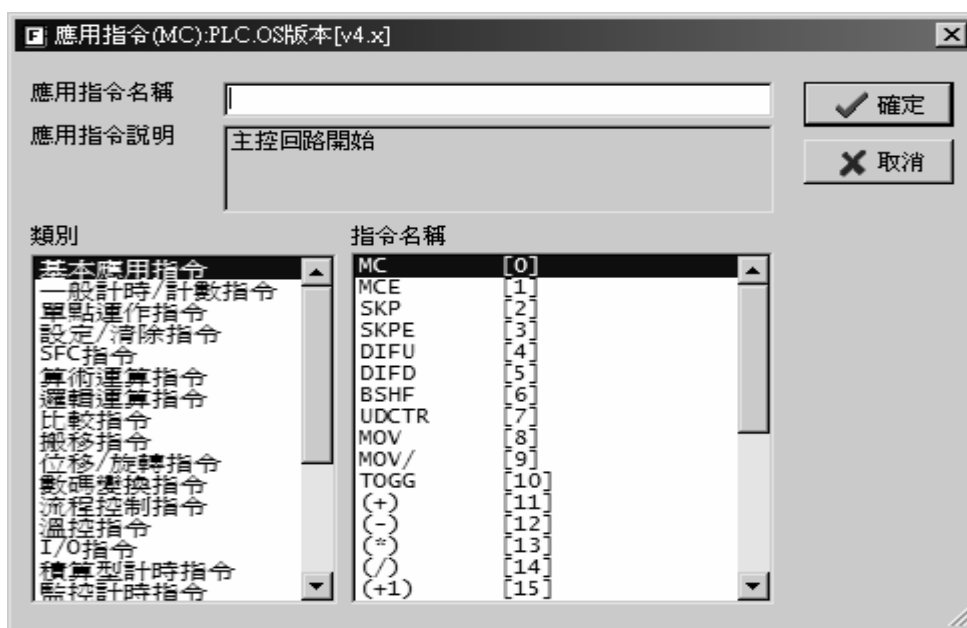 F 應用指令(MC):PLC.OS版本[v4.x]
應用指令名稱
確定
應用指令說明
主控回路開始
取消
類別
基本應用指令
一般計時/計數指令
單點運作指令
設定/清除指令
SFC指令
算術運算指令
邏輯運算指令
比較指令
搬移指令
位移/旋轉指令
數碼變換指令
流程控制指令
溫控指令
I/O指令
積算型計時指令
監控計時指令
指令名稱
MC [0]
MCE [1]
SKP [2]
SKPE [3]
DIFU [4]
DIFD [5]
BSHF [6]
UDCTR [7]
MOV [8]
MOV/ [9]
TOGG [10]
(+) [11]
(-) [12]
(*) [13]
(/) [14]
(+1) [15]